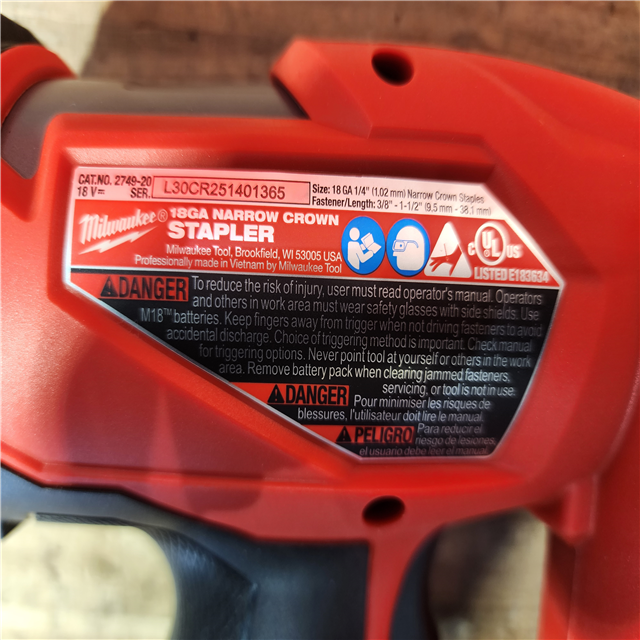 CAT.NO. 2749-20
18 V⎓ SER. L30CR251401365
Size: 18 GA 1/4" (1,02 mm) Narrow Crown Staples
Fastener/Length: 3/8" - 1-1/2" (9.5 mm - 38.1 mm)
Milwaukee®
18GA NARROW CROWN
STAPLER
Milwaukee Tool, Brookfield, WI 53005 USA
Professionally made in Vietnam by Milwaukee Tool
C UL US
LISTED E183634
DANGER To reduce the risk of injury, user must read operator's manual. Operators
and others in work area must wear safety glasses with side shields. Use
M18™ batteries. Keep fingers away from trigger when not driving fasteners to avoid
accidental discharge. Choice of triggering method is important. Check manual
for triggering options. Never point tool at yourself or others in the work
area. Remove battery pack when clearing jammed fasteners,
servicing, or tool is not in use.
DANGER Pour minimiser les risques de
blessures, l'utilisateur doit lire le manuel.
PELIGRO Para reducir el
riesgo de lesiones,
el usuario debe leer el manual.